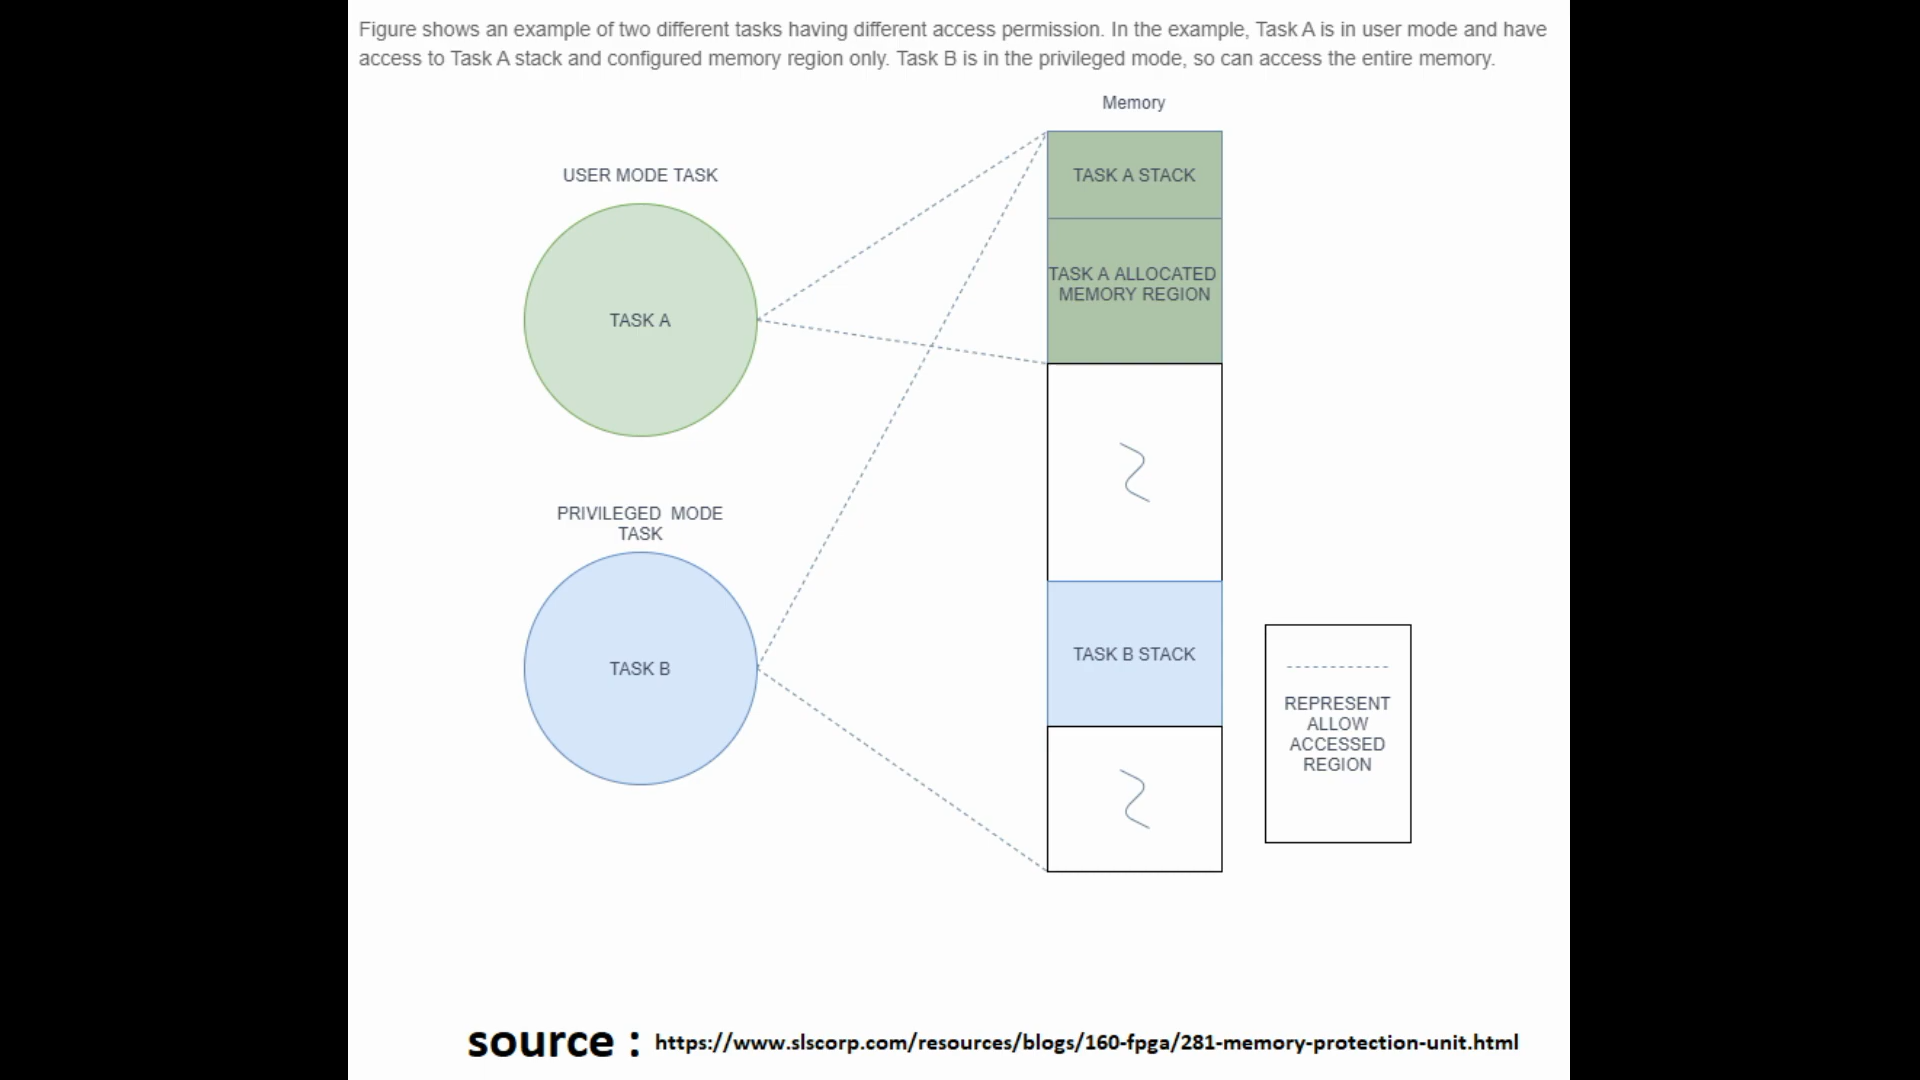 Figure shows an example of two different tasks having different access permission. In the example, Task A is in user mode and have
access to Task A stack and configured memory region only. Task B is in the privileged mode, so can access the entire memory.
Memory
USER MODE TASK
TASK A
PRIVILEGED MODE
TASK
TASK B
TASK A STACK
TASK A ALLOCATED
MEMORY REGION
TASK B STACK
REPRESENT
ALLOW
ACCESSED
REGION
source : https://www.slscorp.com/resources/blogs/160-fpga/281-memory-protection-unit.html